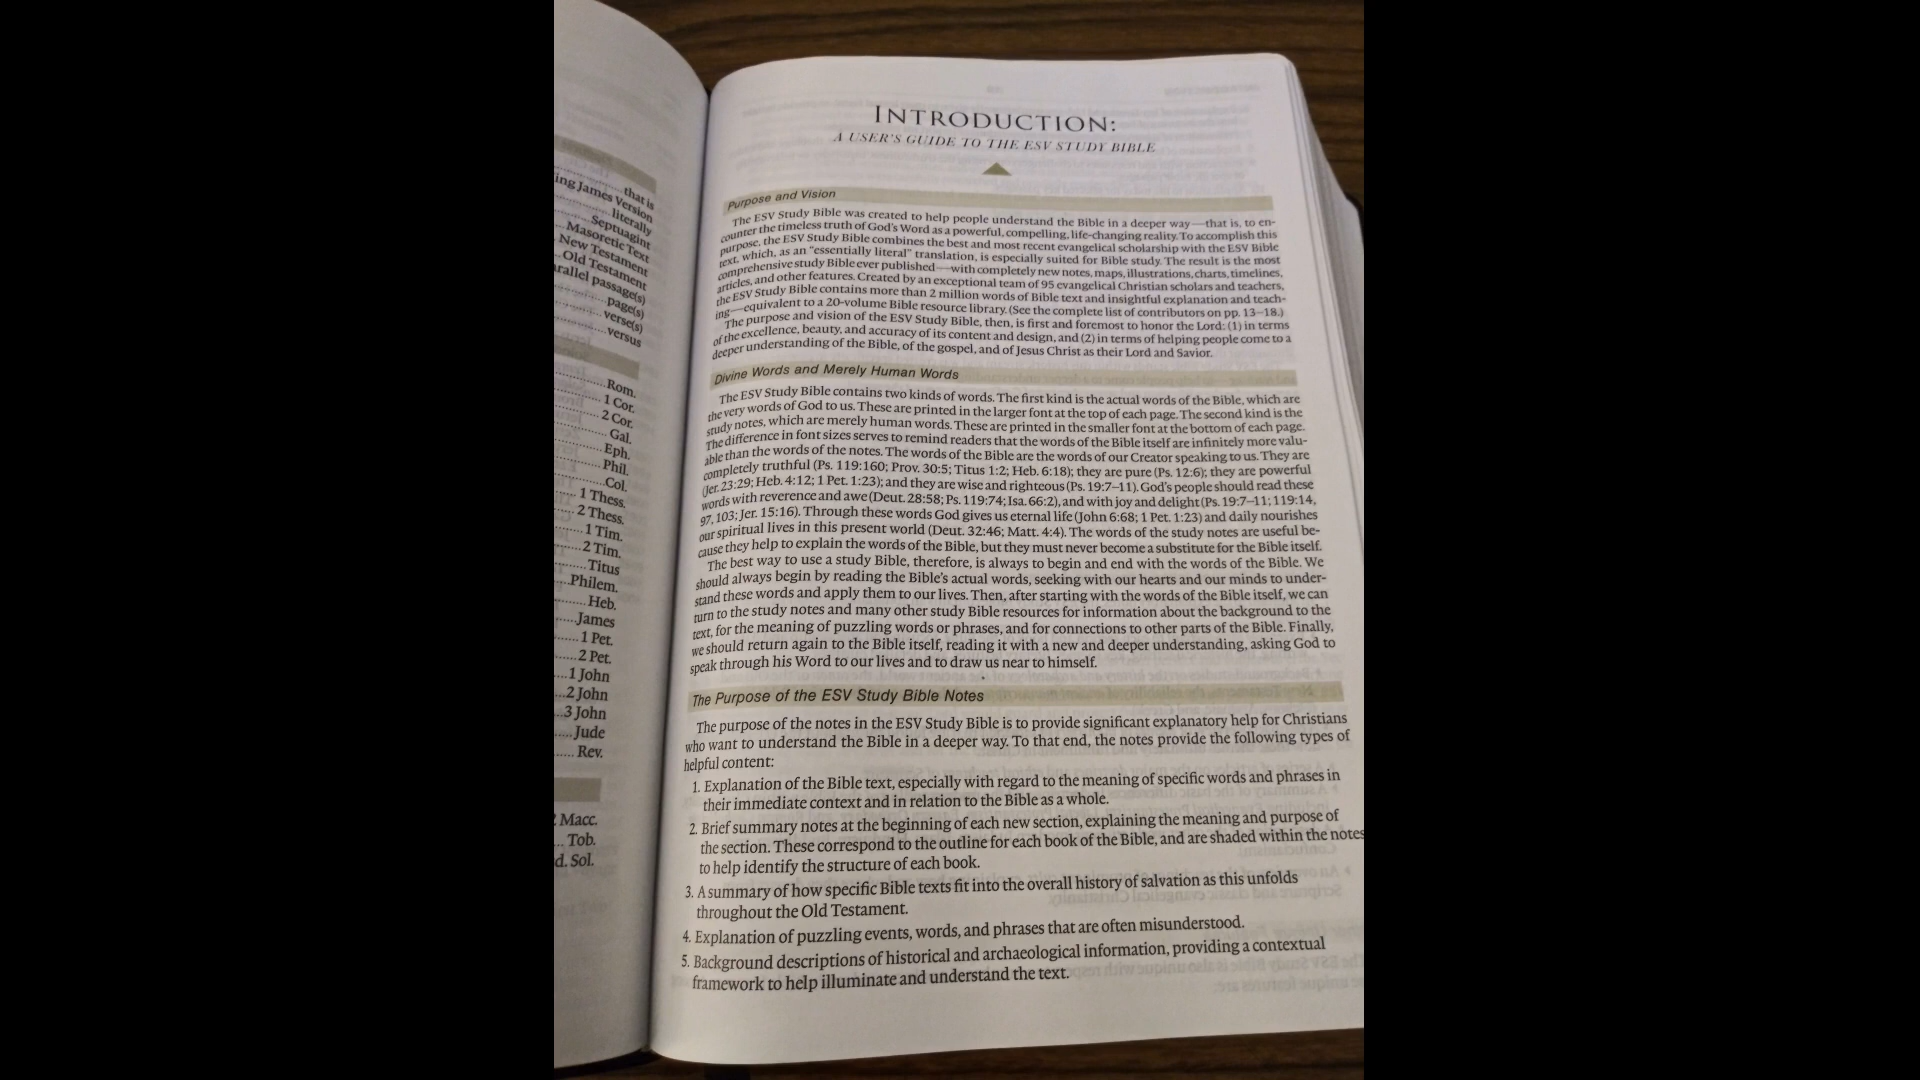 that is
ing James Version
literally
Septuagint
Masoretic Text
New Testament
Old Testament
rallel passage(s)
page(s)
verse(s)
versus
Rom.
1 Cor.
2 Cor.
Gal.
Eph.
Phil.
Col.
1 Thess.
2 Thess.
1 Tim.
2 Tim.
Titus
Philem.
Heb.
James
1 Pet.
2 Pet.
1 John
2 John
3 John
Jude
Rev.
Macc.
Tob.
d. Sol.
INTRODUCTION:
A USER'S GUIDE TO THE ESV STUDY BIBLE
Purpose and Vision
The ESV Study Bible was created to help people understand the Bible in a deeper way—that is, to en-
counter the timeless truth of God's Word as a powerful, compelling, life-changing reality. To accomplish this
purpose, the ESV Study Bible combines the best and most recent evangelical scholarship with the ESV Bible
text, which, as an "essentially literal" translation, is especially suited for Bible study. The result is the most
comprehensive study Bible ever published—with completely new notes, maps, illustrations, charts, timelines,
articles, and other features. Created by an exceptional team of 95 evangelical Christian scholars and teachers,
the ESV Study Bible contains more than 2 million words of Bible text and insightful explanation and teach-
ing—equivalent to a 20-volume Bible resource library. (See the complete list of contributors on pp. 13–18.)
The purpose and vision of the ESV Study Bible, then, is first and foremost to honor the Lord: (1) in terms
of the excellence, beauty, and accuracy of its content and design, and (2) in terms of helping people come to a
deeper understanding of the Bible, of the gospel, and of Jesus Christ as their Lord and Savior.
Divine Words and Merely Human Words
The ESV Study Bible contains two kinds of words. The first kind is the actual words of the Bible, which are
the very words of God to us. These are printed in the larger font at the top of each page. The second kind is the
study notes, which are merely human words. These are printed in the smaller font at the bottom of each page.
The difference in font sizes serves to remind readers that the words of the Bible itself are infinitely more valu-
able than the words of the notes. The words of the Bible are the words of our Creator speaking to us. They are
completely truthful (Ps. 119:160; Prov. 30:5; Titus 1:2; Heb. 6:18); they are pure (Ps. 12:6); they are powerful
(Jer. 23:29; Heb. 4:12; 1 Pet. 1:23); and they are wise and righteous (Ps. 19:7–11). God's people should read these
words with reverence and awe (Deut. 28:58; Ps. 119:74; Isa. 66:2), and with joy and delight (Ps. 19:7–11; 119:14,
97, 103; Jer. 15:16). Through these words God gives us eternal life (John 6:68; 1 Pet. 1:23) and daily nourishes
our spiritual lives in this present world (Deut. 32:46; Matt. 4:4). The words of the study notes are useful be-
cause they help to explain the words of the Bible, but they must never become a substitute for the Bible itself.
The best way to use a study Bible, therefore, is always to begin and end with the words of the Bible. We
should always begin by reading the Bible's actual words, seeking with our hearts and our minds to under-
stand these words and apply them to our lives. Then, after starting with the words of the Bible itself, we can
turn to the study notes and many other study Bible resources for information about the background to the
text, for the meaning of puzzling words or phrases, and for connections to other parts of the Bible. Finally,
we should return again to the Bible itself, reading it with a new and deeper understanding, asking God to
speak through his Word to our lives and to draw us near to himself.
The Purpose of the ESV Study Bible Notes
The purpose of the notes in the ESV Study Bible is to provide significant explanatory help for Christians
who want to understand the Bible in a deeper way. To that end, the notes provide the following types of
helpful content:
1. Explanation of the Bible text, especially with regard to the meaning of specific words and phrases in
their immediate context and in relation to the Bible as a whole.
2. Brief summary notes at the beginning of each new section, explaining the meaning and purpose of
the section. These correspond to the outline for each book of the Bible, and are shaded within the notes
to help identify the structure of each book.
3. A summary of how specific Bible texts fit into the overall history of salvation as this unfolds
throughout the Old Testament.
4. Explanation of puzzling events, words, and phrases that are often misunderstood.
5. Background descriptions of historical and archaeological information, providing a contextual
framework to help illuminate and understand the text.